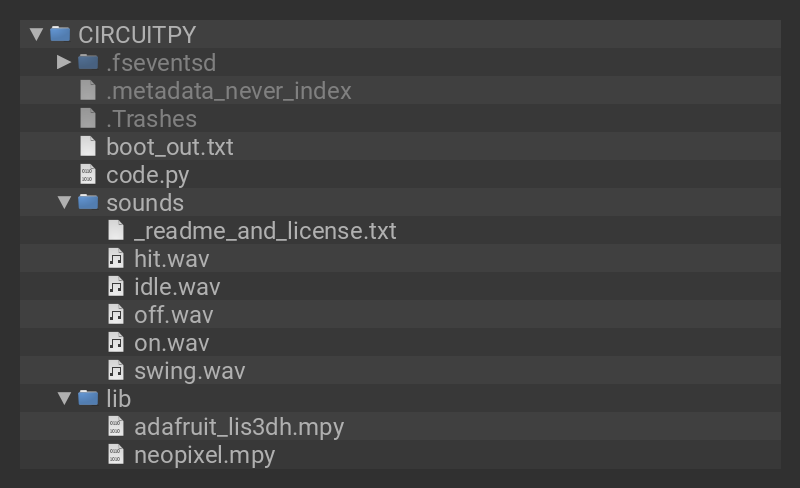 CIRCUITPY
.fseventsd
.metadata_never_index
.Trashes
boot_out.txt
code.py
sounds
_readme_and_license.txt
hit.wav
idle.wav
off.wav
on.wav
swing.wav
lib
adafruit_lis3dh.mpy
neopixel.mpy